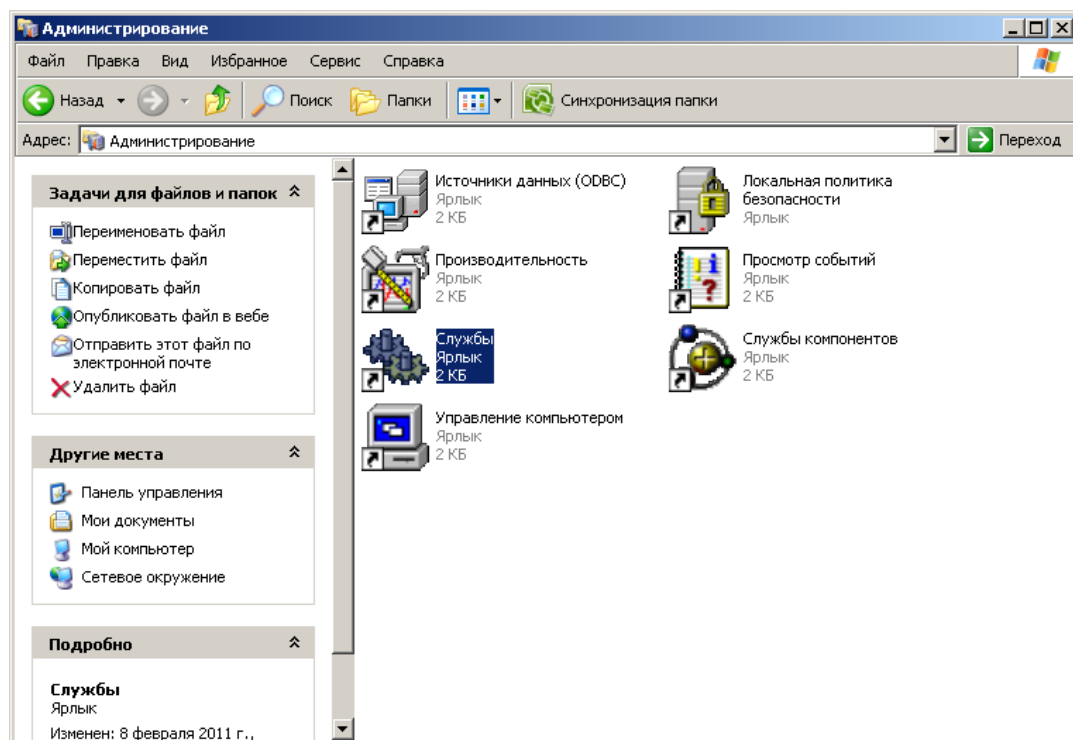 Администрирование
Файл Правка Вид Избранное Сервис Справка
Назад Поиск Папки Синхронизация папки
Адрес: Администрирование Переход
Задачи для файлов и папок
Переименовать файл
Переместить файл
Копировать файл
Опубликовать файл в вебе
Отправить этот файл по
электронной почте
Удалить файл
Другие места
Панель управления
Мои документы
Мой компьютер
Сетевое окружение
Подробно
Службы
Ярлык
Изменен: 8 февраля 2011 г.,
Источники данных (ODBC)
Ярлык
2 КБ
Локальная политика
безопасности
Ярлык
Производительность
Ярлык
2 КБ
Просмотр событий
Ярлык
2 КБ
Службы
Ярлык
2 КБ
Службы компонентов
Ярлык
2 КБ
Управление компьютером
Ярлык
2 КБ